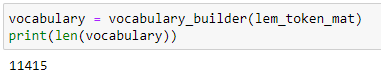 vocabulary = vocabulary_builder(lem_token_mat)
print(len(vocabulary))
11415